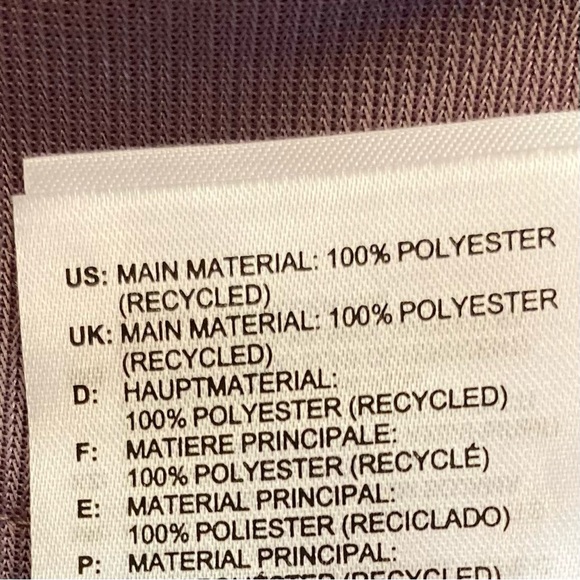 US: MAIN MATERIAL: 100% POLYESTER
(RECYCLED)
UK: MAIN MATERIAL: 100% POLYESTER
(RECYCLED)
D: HAUPTMATERIAL:
100% POLYESTER (RECYCLED)
F: MATIERE PRINCIPALE:
100% POLYESTER (RECYCLÉ)
E: MATERIAL PRINCIPAL:
100% POLIESTER (RECICLADO)
P: MATERIAL PRINCIPAL: